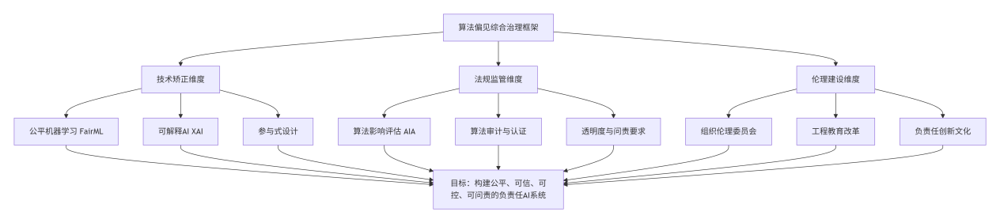 算法偏见综合治理框架
技术矫正维度
法规监管维度
伦理建设维度
公平机器学习 FairML
可解释AI XAI
参与式设计
算法影响评估 AIA
算法审计与认证
透明度与问责要求
组织伦理委员会
工程教育改革
负责任创新文化
目标：构建公平、可信、可
控、可问责的负责任AI系统